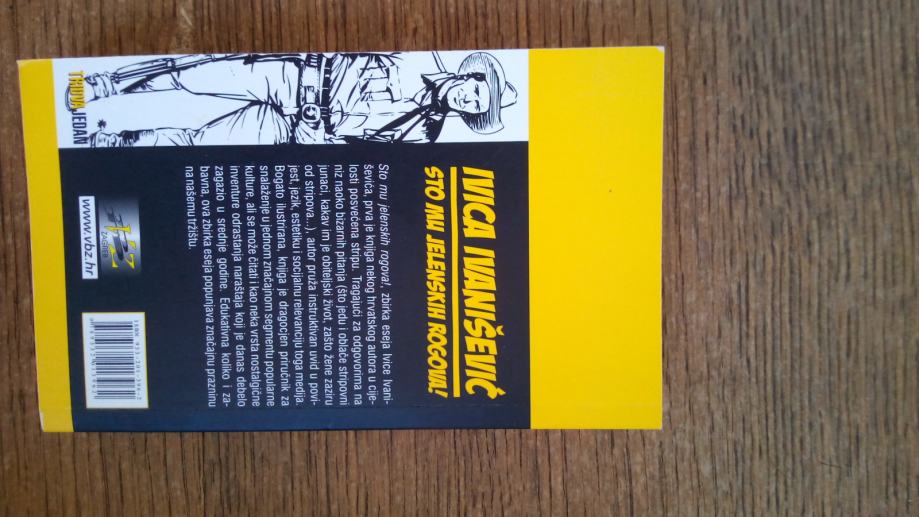 TRIDVAJEDAN
IVICA IVANIŠEVIĆ
STO MU JELENSKIH ROGOVA!
Sto mu jelenskih rogova!, zbirka eseja Ivice Ivani-
ševića, prva je knjiga nekog hrvatskog autora u cije-
losti posvećena stripu. Tragajući za odgovorima na
niz naoko bizarnih pitanja (što jedu i oblače stripovni
junaci, kakav im je obiteljski život, zašto žene zaziru
od stripova...), autor pruža instruktivan uvid u povi-
jest, jezik, estetiku i socijalnu relevanciju toga medija.
Bogato ilustrirana, knjiga je dragocjen priručnik za
snalaženje u jednom značajnom segmentu popularne
kulture, ali se može čitati i kao neka vrsta nostalgične
inventure odrastanja naraštaja koji je danas debelo
zagazio u srednje godine. Edukativna koliko i za-
bavna, ova zbirka eseja popunjava značajnu prazninu
na našemu tržištu.
ZAGREB
www.vbz.hr